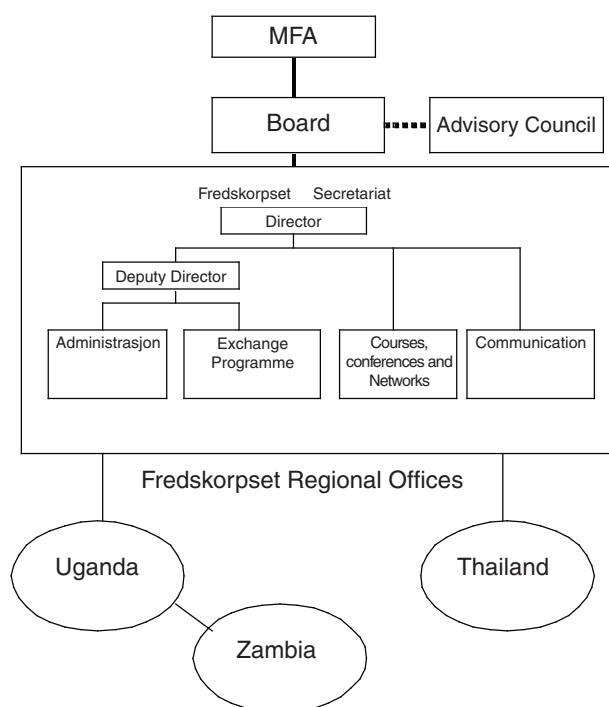 MFA
Board
Advisory Council
Fredskorpset Secretariat
Director
Deputy Director
Administrasjon
Exchange
Programme
Courses,
conferences and
Networks
Communication
Fredskorpset Regional Offices
Uganda
Thailand
Zambia